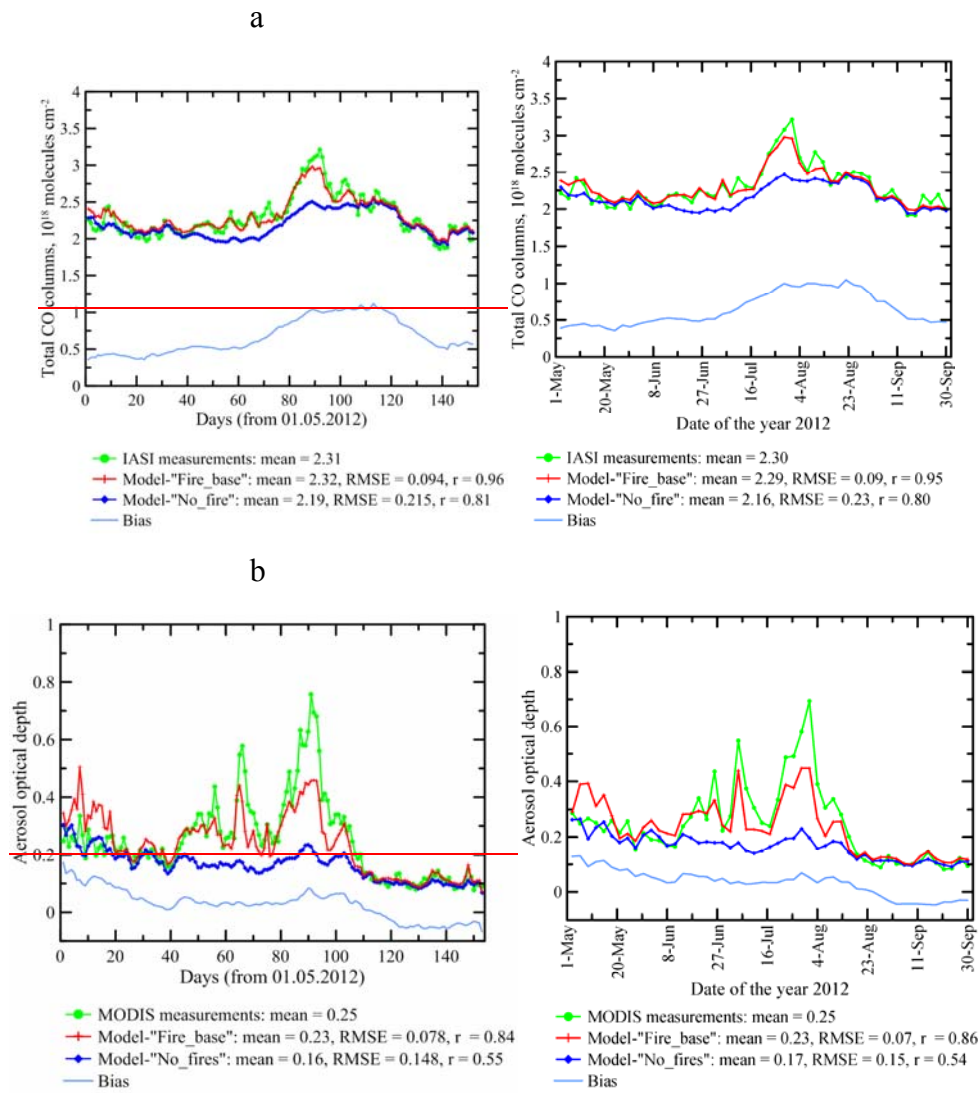 a
Total CO columns, 10¹⁸ molecules cm⁻²
4
3.5
3
2.5
2
1.5
1
0.5
0
0 20 40 60 80 100 120 140
Days (from 01.05.2012)
IASI measurements: mean = 2.31
Model-"Fire_base": mean = 2.32, RMSE = 0.094, r = 0.96
Model-"No_fire": mean = 2.19, RMSE = 0.215, r = 0.81
Bias
Total CO columns, 10¹⁸ molecules cm⁻²
4
3.5
3
2.5
2
1.5
1
0.5
0
1-May 20-May 8-Jun 27-Jun 16-Jul 4-Aug 23-Aug 11-Sep 30-Sep
Date of the year 2012
IASI measurements: mean = 2.30
Model-"Fire_base": mean = 2.29, RMSE = 0.09, r = 0.95
Model-"No_fire": mean = 2.16, RMSE = 0.23, r = 0.80
Bias
b
Aerosol optical depth
1
0.8
0.6
0.4
0.2
0
0 20 40 60 80 100 120 140
Days (from 01.05.2012)
MODIS measurements: mean = 0.25
Model-"Fire_base": mean = 0.23, RMSE = 0.078, r = 0.84
Model-"No_fires": mean = 0.16, RMSE = 0.148, r = 0.55
Bias
Aerosol optical depth
1
0.8
0.6
0.4
0.2
0
1-May 20-May 8-Jun 27-Jun 16-Jul 4-Aug 23-Aug 11-Sep 30-Sep
Date of the year 2012
MODIS measurements: mean = 0.25
Model-"Fire_base": mean = 0.23, RMSE = 0.07, r = 0.86
Model-"No_fires": mean = 0.17, RMSE = 0.15, r = 0.54
Bias